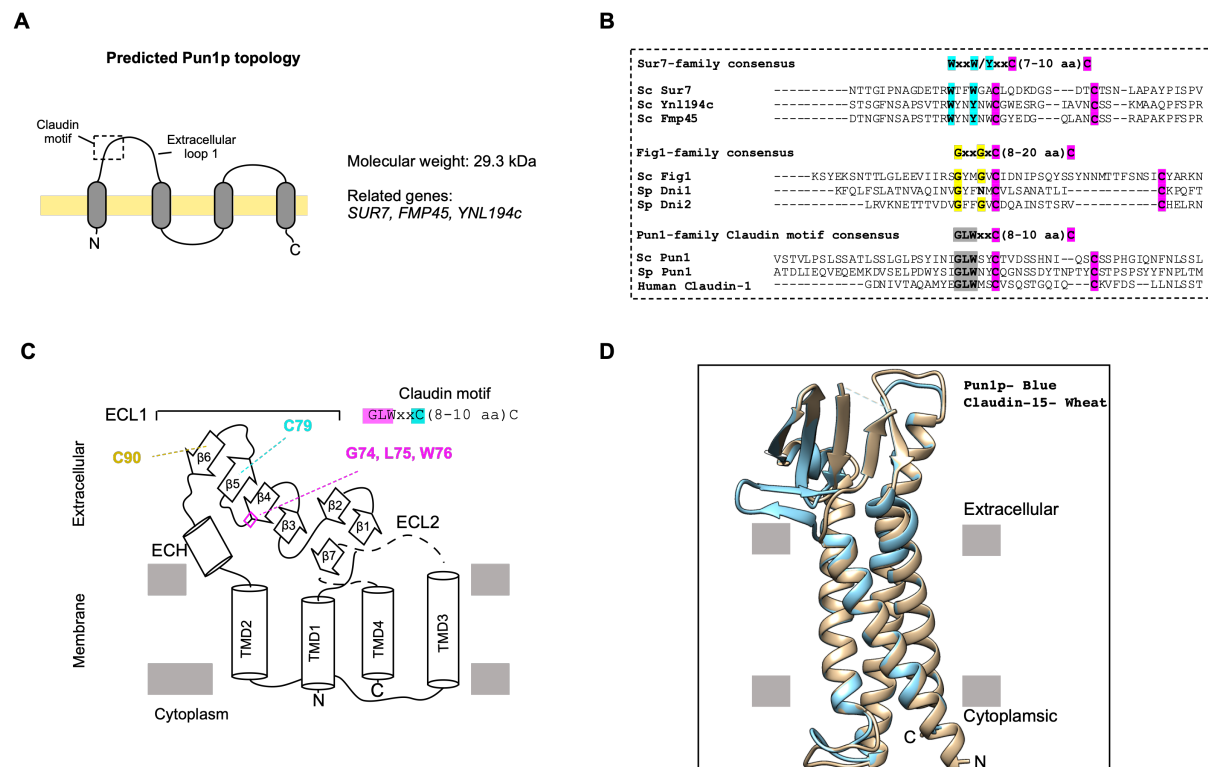 A
Predicted Pun1p topology
Claudin
motif
Extracellular
loop 1
N
C
Molecular weight: 29.3 kDa
Related genes:
SUR7, FMP45, YNL194c
B
Sur7-family consensus WxxW/YxxC(7-10 aa)C
Sc Sur7 -----------NTTGIPNAGDETRWTFWGACLQDKDGS---DTCTSN-LAPAYPISPV
Sc Ynl194c -----------STSGFNSAPSTTRWYNYNWCGWESRG---IAVNCSS-KMAAQPFSPR
Sc Fmp45 -----------DTNGFNSAPSTTRWYNYNWCGYEDG---QLANCSS-RAPAKPFSPR
Fig1-family consensus GxxGxC(8-20 aa)C
Sc Fig1 ----KSYEKSNTTLGLEEVIIRSGYMGVCIDNIPSQYSSYNNMTTFSNSICYARKN
Sp Dni1 -------KFQLFSLATNVAQINVGYFNMCVLSANATLI-----------CKPQFT
Sp Dni2 ----------LRVKNETTTVDVGFFGVCDQAINSTSRV----------CHELRN
Pun1-family Claudin motif consensus GLWxxC(8-10 aa)C
Sc Pun1 VSTVLPSLSSATLSSLGLPSYINIGLWSYCTVDSSHNI--QSCSSPHGIQNFNLSSL
Sp Pun1 ATDLIEQVEQEMKDVSELPDWYSIGLWNYCQGNSSDYTNPTYCSTPSPSYYFNPLTM
Human Claudin-1 -------------GDNIVTAQAMYEGLWMSCVSQSTGQIQ---CKVFDS--LLNLSST
C
Claudin motif
GLWxxC(8-10 aa)C
ECL1
C79
C90
G74, L75, W76
β6
β5
β4
β3
β2
β1
β7
ECL2
ECH
Extracellular
Membrane
TMD2
TMD1
TMD4
TMD3
N
C
Cytoplasm
D
Pun1p- Blue
Claudin-15- Wheat
Extracellular
Cytoplamsic
C
N